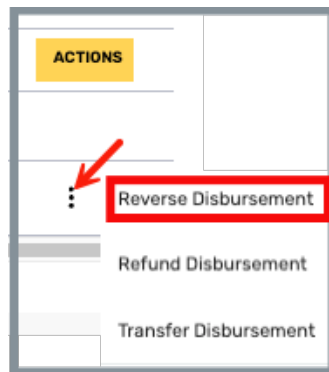 ACTIONS
Reverse Disbursement
Refund Disbursement
Transfer Disbursement